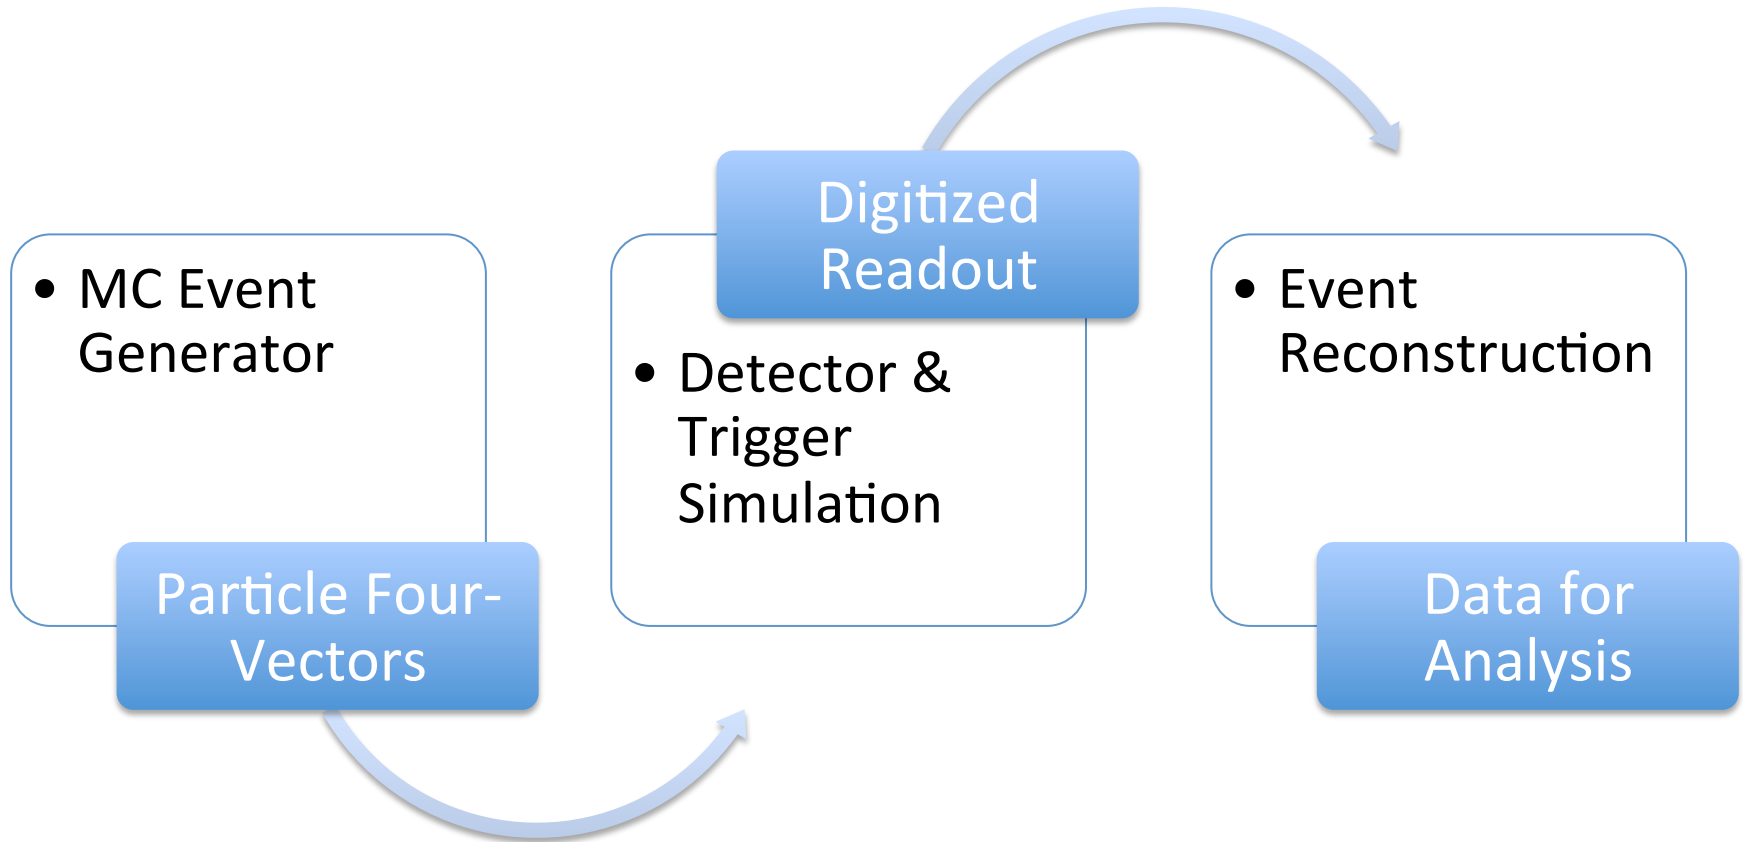 • MC Event
Generator
Particle Four-
Vectors
Digitized
Readout
• Detector &
Trigger
Simulation
• Event
Reconstruction
Data for
Analysis